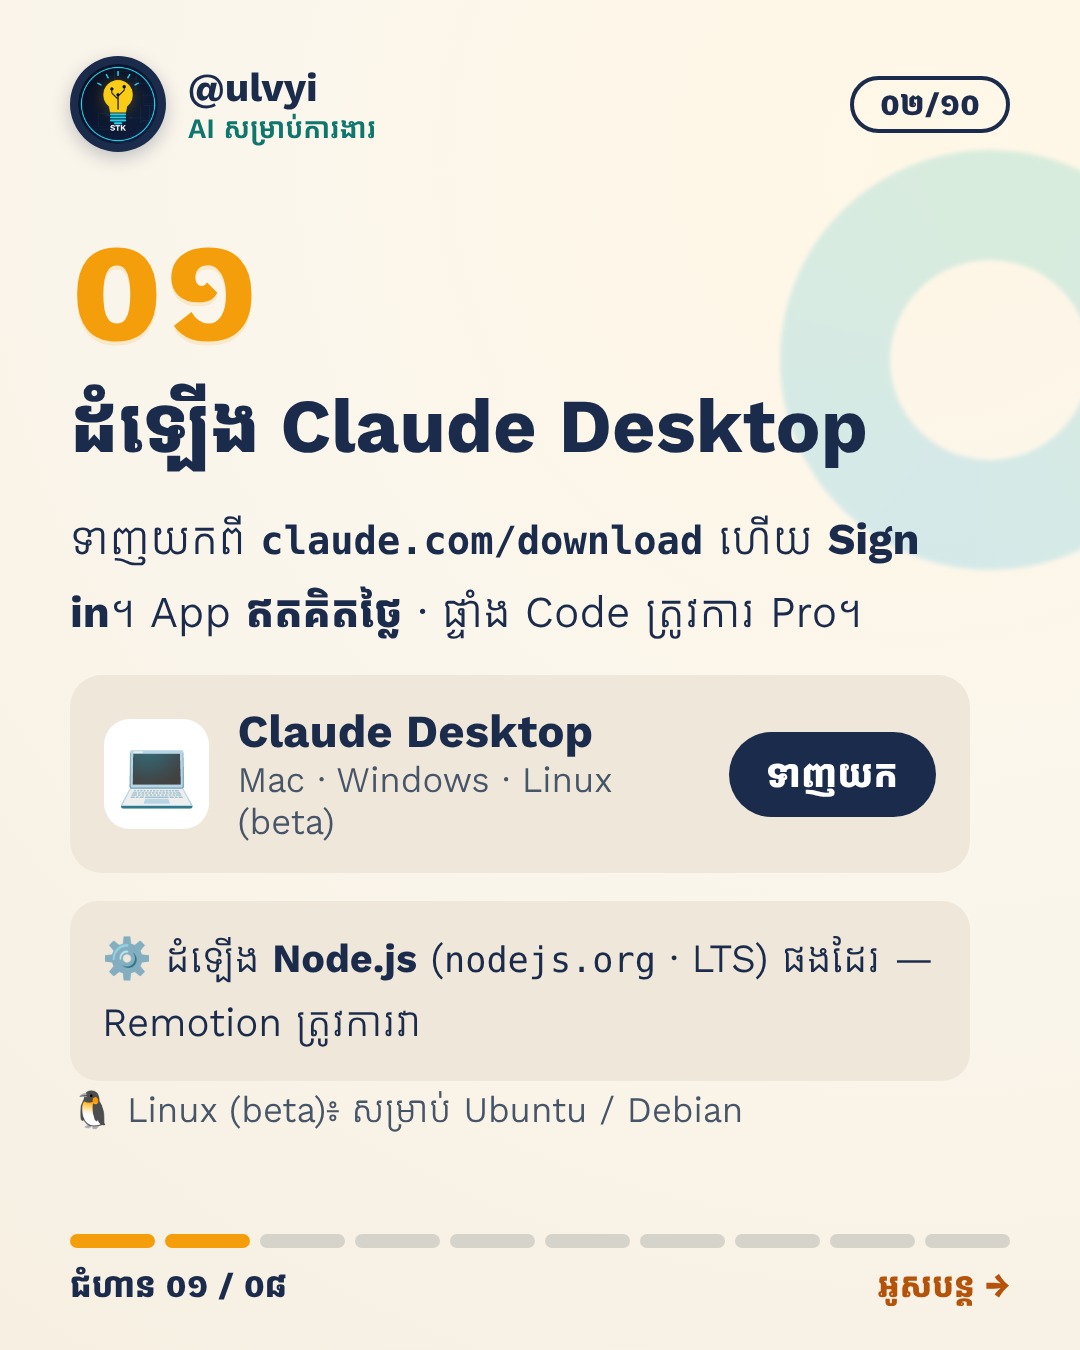 STK
@ulvyi
AI សម្រាប់ការងារ
០២/១០
០១
ដំឡើង Claude Desktop
ទាញយកពី claude.com/download ហើយ Sign
in។ App ឥតគិតថ្លៃ · ផ្ទាំង Code ត្រូវការ Pro។
Claude Desktop
Mac · Windows · Linux
(beta)
ទាញយក
⚙️ ដំឡើង Node.js (nodejs.org · LTS) ផងដែរ —
Remotion ត្រូវការវា
🐧 Linux (beta)៖ សម្រាប់ Ubuntu / Debian
ជំហាន ០១ / ០៨
អូសបន្ត →